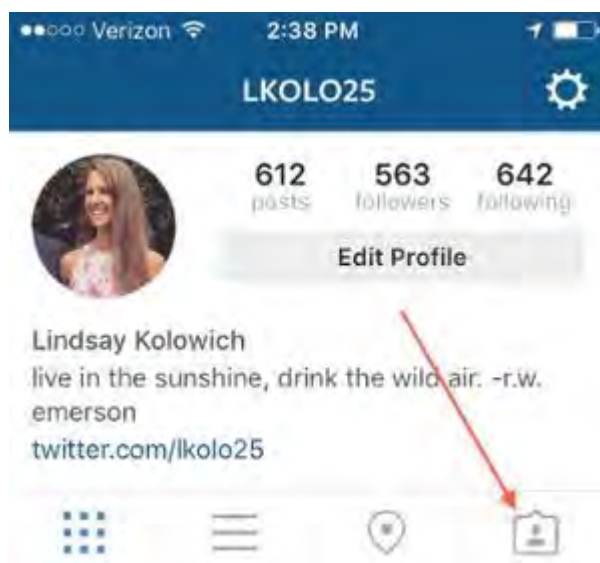 Verizon 2:38 PM
LKOLO25
612 563 642
posts followers following
Edit Profile
Lindsay Kolowich
live in the sunshine, drink the wild air. -r.w.
emerson
twitter.com/lkolo25